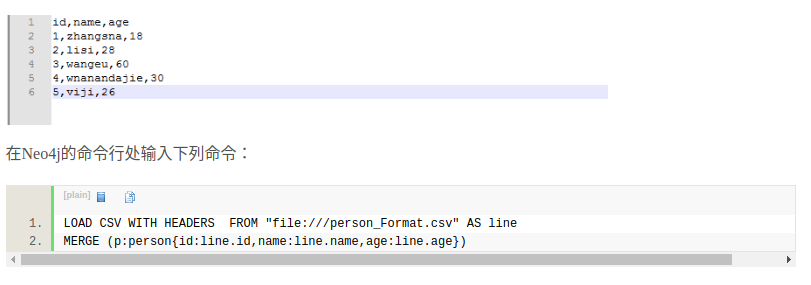 1 id,name,age
2 1,zhangsna,18
3 2,lisi,28
4 3,wangeu,60
5 4,wnanandajie,30
6 5,viji,26
在Neo4j的命令行处输入下列命令：
[plain]
1. LOAD CSV WITH HEADERS  FROM "file:///person_Format.csv" AS line
2. MERGE (p:person{id:line.id,name:line.name,age:line.age})